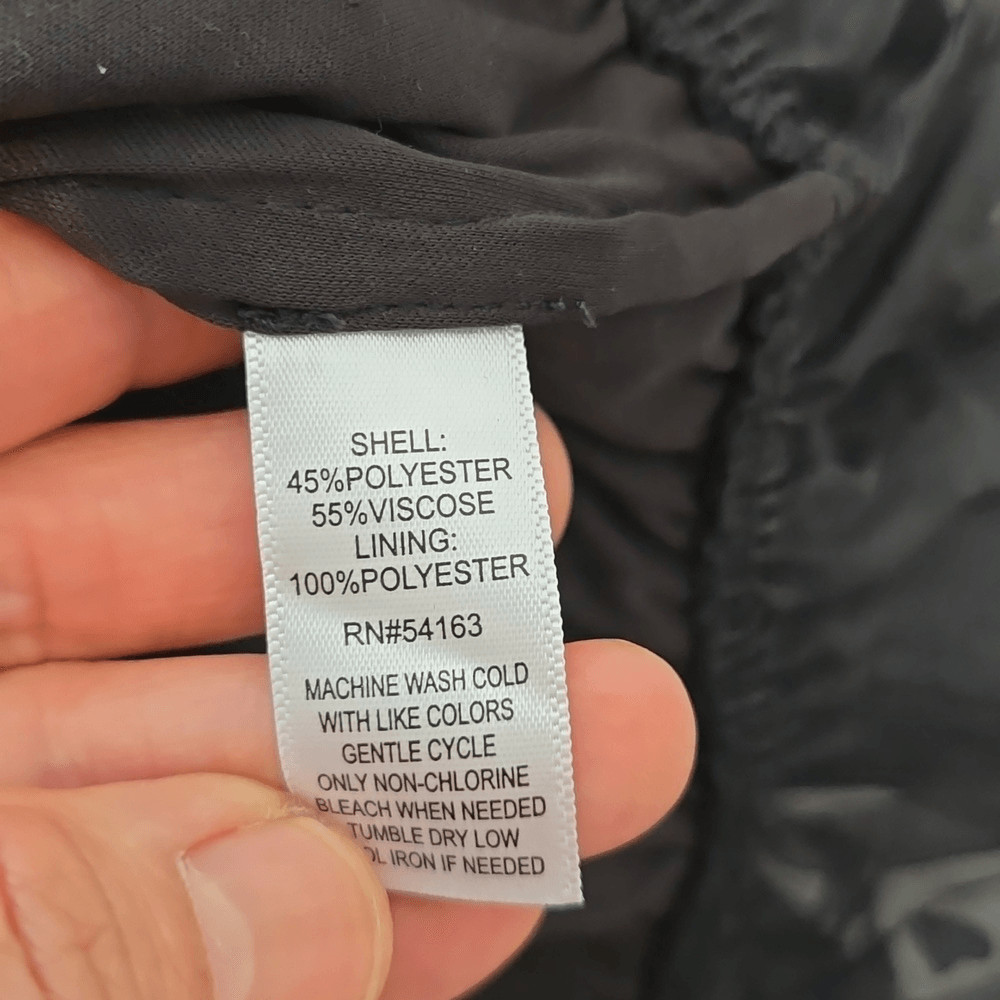 SHELL:
45%POLYESTER
55%VISCOSE
LINING:
100%POLYESTER
RN#54163
MACHINE WASH COLD
WITH LIKE COLORS
GENTLE CYCLE
ONLY NON-CHLORINE
BLEACH WHEN NEEDED
TUMBLE DRY LOW
IRON IF NEEDED